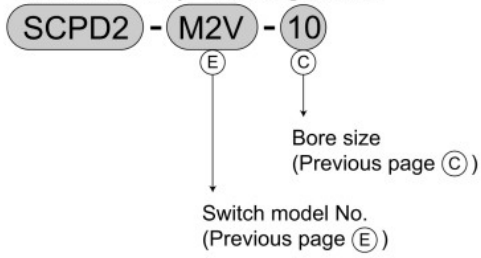 SCPD2 - M2V - 10
E C
Bore size
(Previous page C)
Switch model No.
(Previous page E)